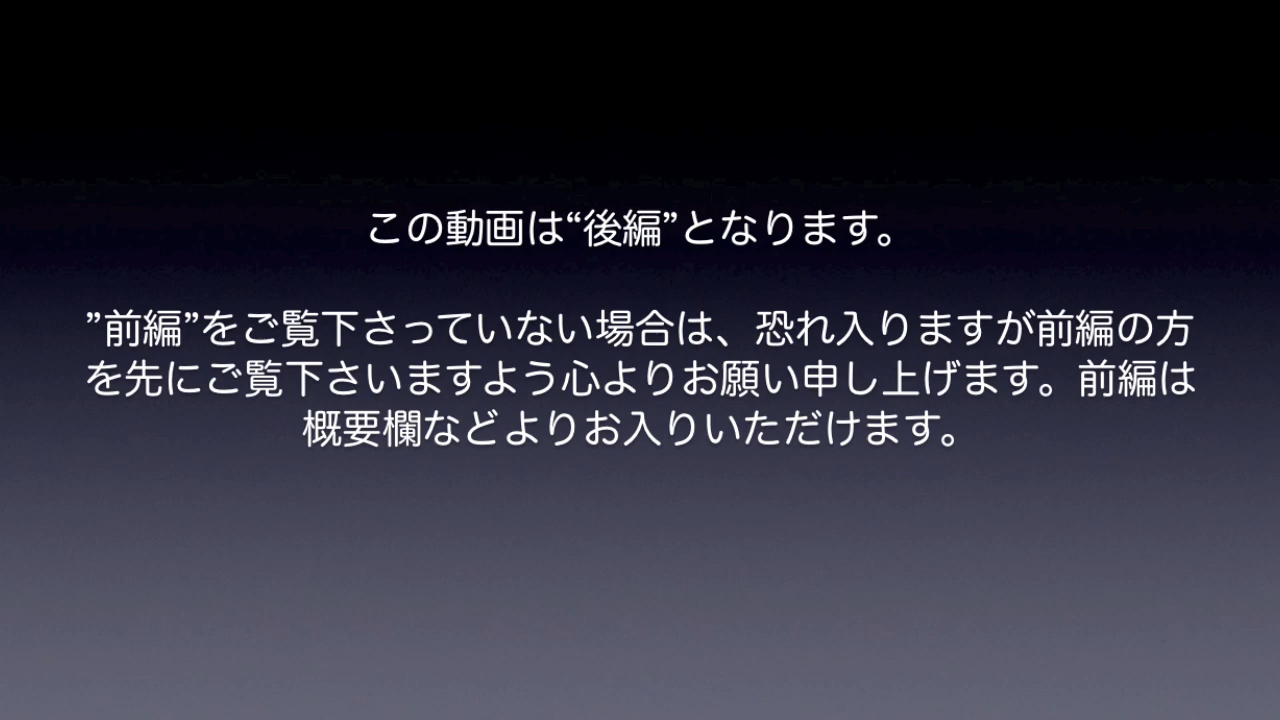 この動画は“後編”となります。
”前編”をご覧下さっていない場合は、恐れ入りますが前編の方
を先にご覧下さいますよう心よりお願い申し上げます。前編は
概要欄などよりお入りいただけます。